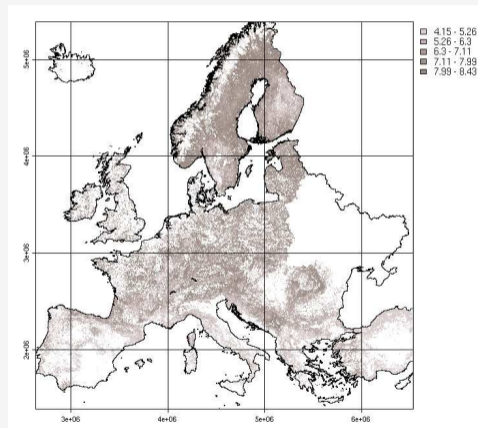 4.15 - 5.26
5.26 - 6.3
6.3 - 7.11
7.11 - 7.99
7.99 - 8.43
5e+06
4e+06
3e+06
2e+06
3e+06 4e+06 5e+06 6e+06